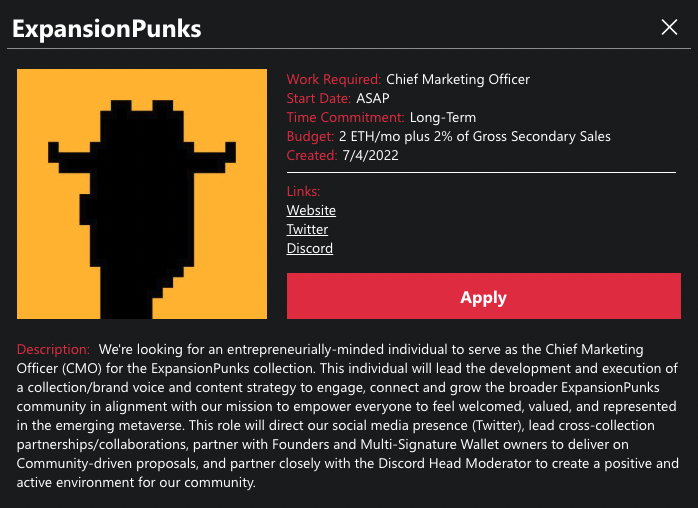 ExpansionPunks
Work Required: Chief Marketing Officer
Start Date: ASAP
Time Commitment: Long-Term
Budget: 2 ETH/mo plus 2% of Gross Secondary Sales
Created: 7/4/2022
Links:
Website
Twitter
Discord
Apply
Description: We're looking for an entrepreneurially-minded individual to serve as the Chief Marketing
Officer (CMO) for the ExpansionPunks collection. This individual will lead the development and execution of
a collection/brand voice and content strategy to engage, connect and grow the broader ExpansionPunks
community in alignment with our mission to empower everyone to feel welcomed, valued, and represented
in the emerging metaverse. This role will direct our social media presence (Twitter), lead cross-collection
partnerships/collaborations, partner with Founders and Multi-Signature Wallet owners to deliver on
Community-driven proposals, and partner closely with the Discord Head Moderator to create a positive and
active environment for our community.